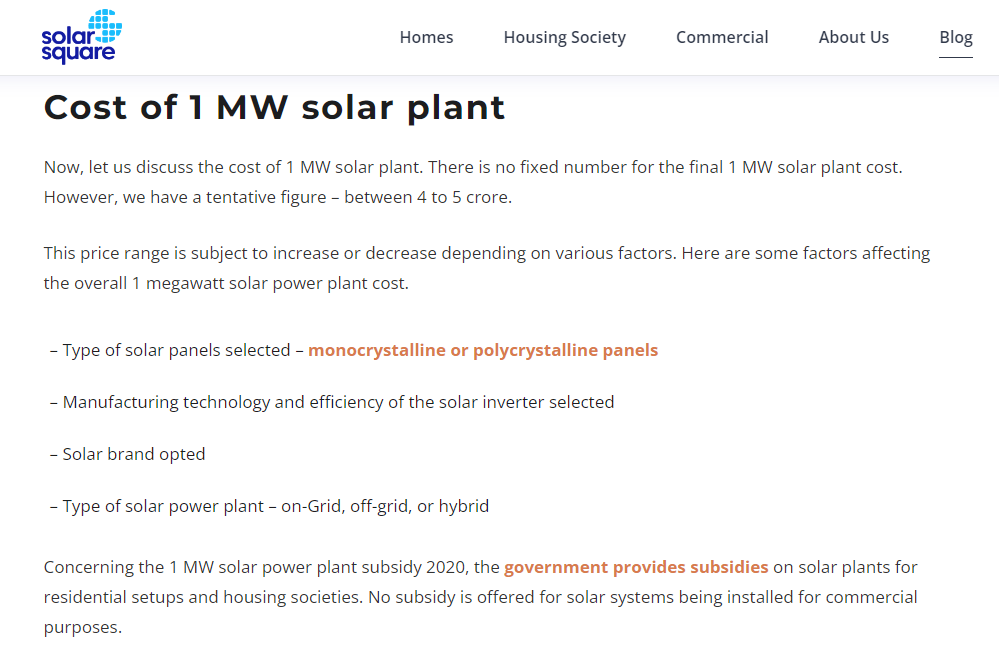 solar
square
Homes Housing Society Commercial About Us Blog
Cost of 1 MW solar plant
Now, let us discuss the cost of 1 MW solar plant. There is no fixed number for the final 1 MW solar plant cost.
However, we have a tentative figure – between 4 to 5 crore.
This price range is subject to increase or decrease depending on various factors. Here are some factors affecting
the overall 1 megawatt solar power plant cost.
– Type of solar panels selected – monocrystalline or polycrystalline panels
– Manufacturing technology and efficiency of the solar inverter selected
– Solar brand opted
– Type of solar power plant – on-Grid, off-grid, or hybrid
Concerning the 1 MW solar power plant subsidy 2020, the government provides subsidies on solar plants for
residential setups and housing societies. No subsidy is offered for solar systems being installed for commercial
purposes.